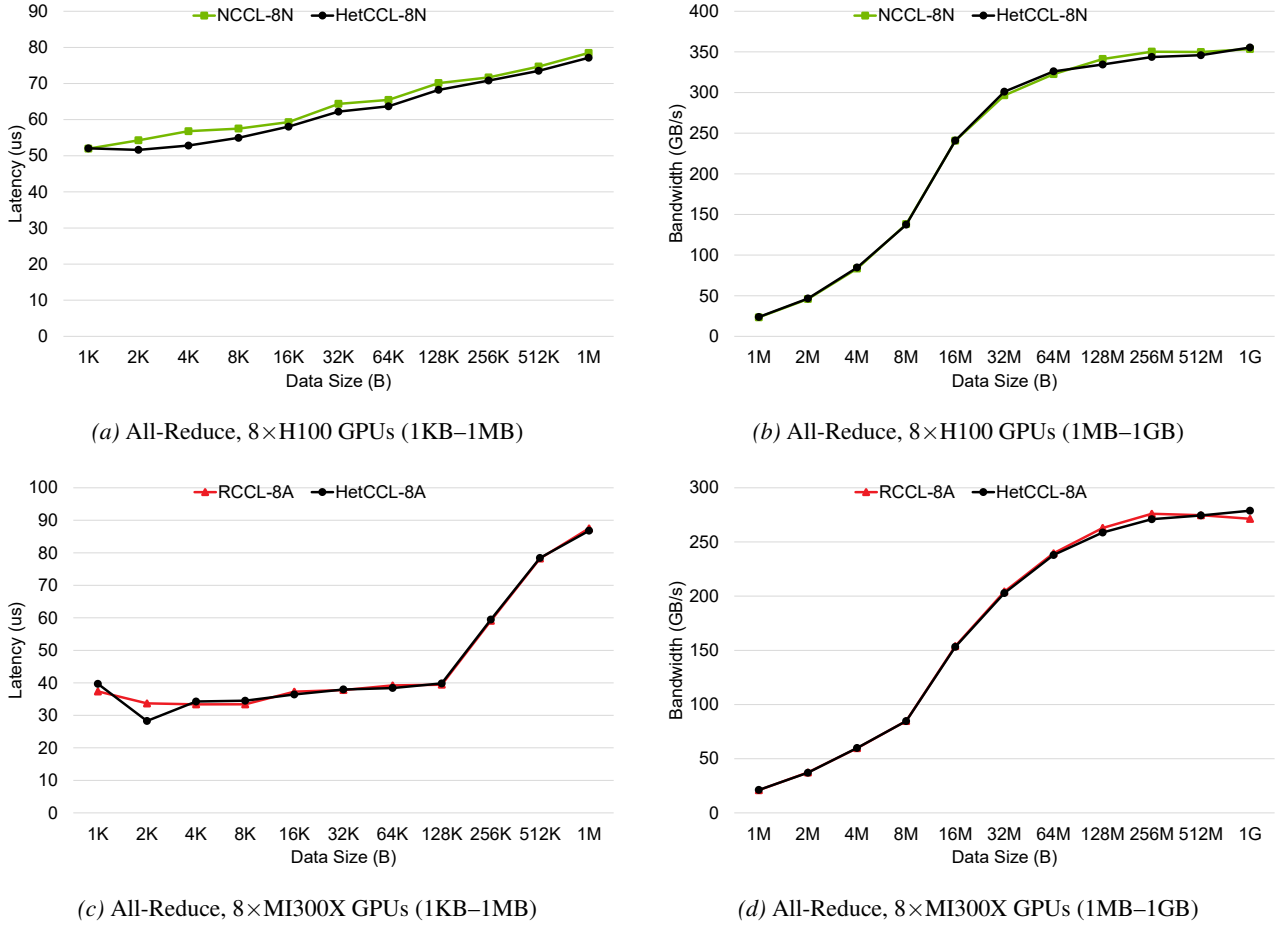 NCCL-8N HetCCL-8N
90
80
70
60
50
40
30
20
10
0
Latency (us)
1K 2K 4K 8K 16K 32K 64K 128K 256K 512K 1M
Data Size (B)
(a) All-Reduce, 8×H100 GPUs (1KB–1MB)
NCCL-8N HetCCL-8N
400
350
300
250
200
150
100
50
0
Bandwidth (GB/s)
1M 2M 4M 8M 16M 32M 64M 128M 256M 512M 1G
Data Size (B)
(b) All-Reduce, 8×H100 GPUs (1MB–1GB)
RCCL-8A HetCCL-8A
100
90
80
70
60
50
40
30
20
10
0
Latency (us)
1K 2K 4K 8K 16K 32K 64K 128K 256K 512K 1M
Data Size (B)
(c) All-Reduce, 8×MI300X GPUs (1KB–1MB)
RCCL-8A HetCCL-8A
300
250
200
150
100
50
0
Bandwidth (GB/s)
1M 2M 4M 8M 16M 32M 64M 128M 256M 512M 1G
Data Size (B)
(d) All-Reduce, 8×MI300X GPUs (1MB–1GB)